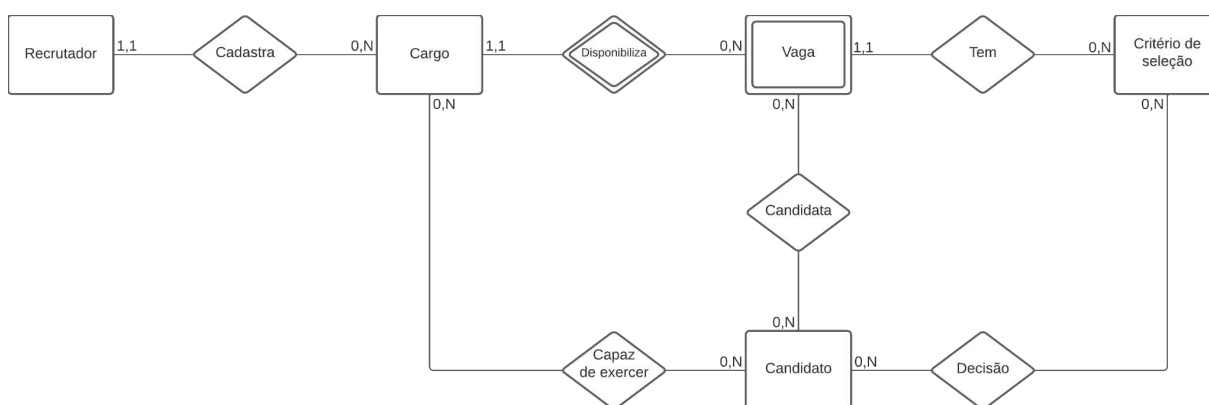 Recrutador
1,1
Cadastra
0,N
Cargo
1,1
Disponibiliza
0,N
Vaga
1,1
Tem
0,N
Critério de
seleção
0,N
0,N
0,N
Candidata
0,N
Capaz
de exercer
0,N
Candidato
0,N
Decisão